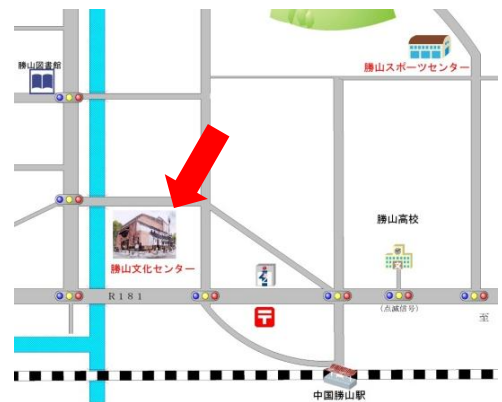 勝山図書館
勝山スポーツセンター
勝山高校
勝山文化センター
R181
(点滅信号)
至
〒
中国勝山駅